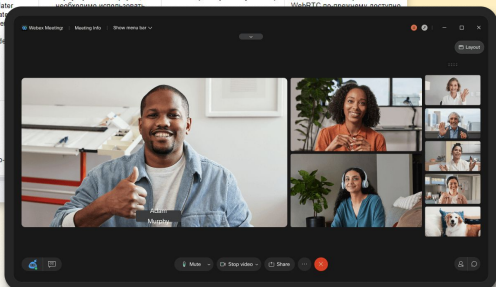 необходимо использовать
WebRTC по-прежнему доступно
Webex Meeting
Meeting info
Show menu bar
Layout
Adam
Murphy
Mute
Stop video
Share